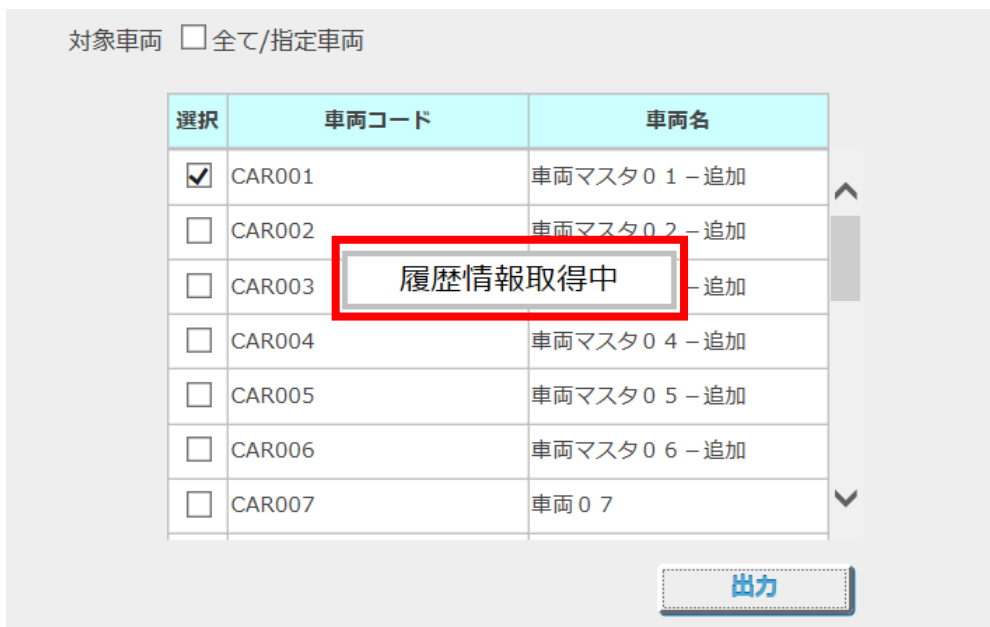 対象車両 全て/指定車両
選択 車両コード 車両名
CAR001 車両マスタ０１－追加
CAR002 車両マスタ０２－追加
履歴情報取得中
CAR003 －追加
CAR004 車両マスタ０４－追加
CAR005 車両マスタ０５－追加
CAR006 車両マスタ０６－追加
CAR007 車両０７
出力